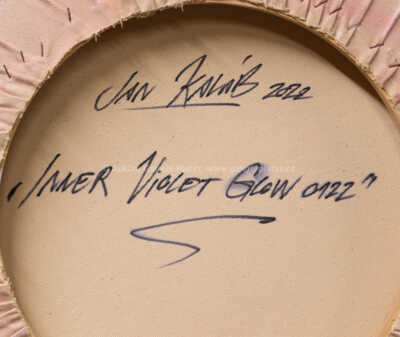 JAN KALÁB 2022
"INNER VIOLET GLOW 0122"